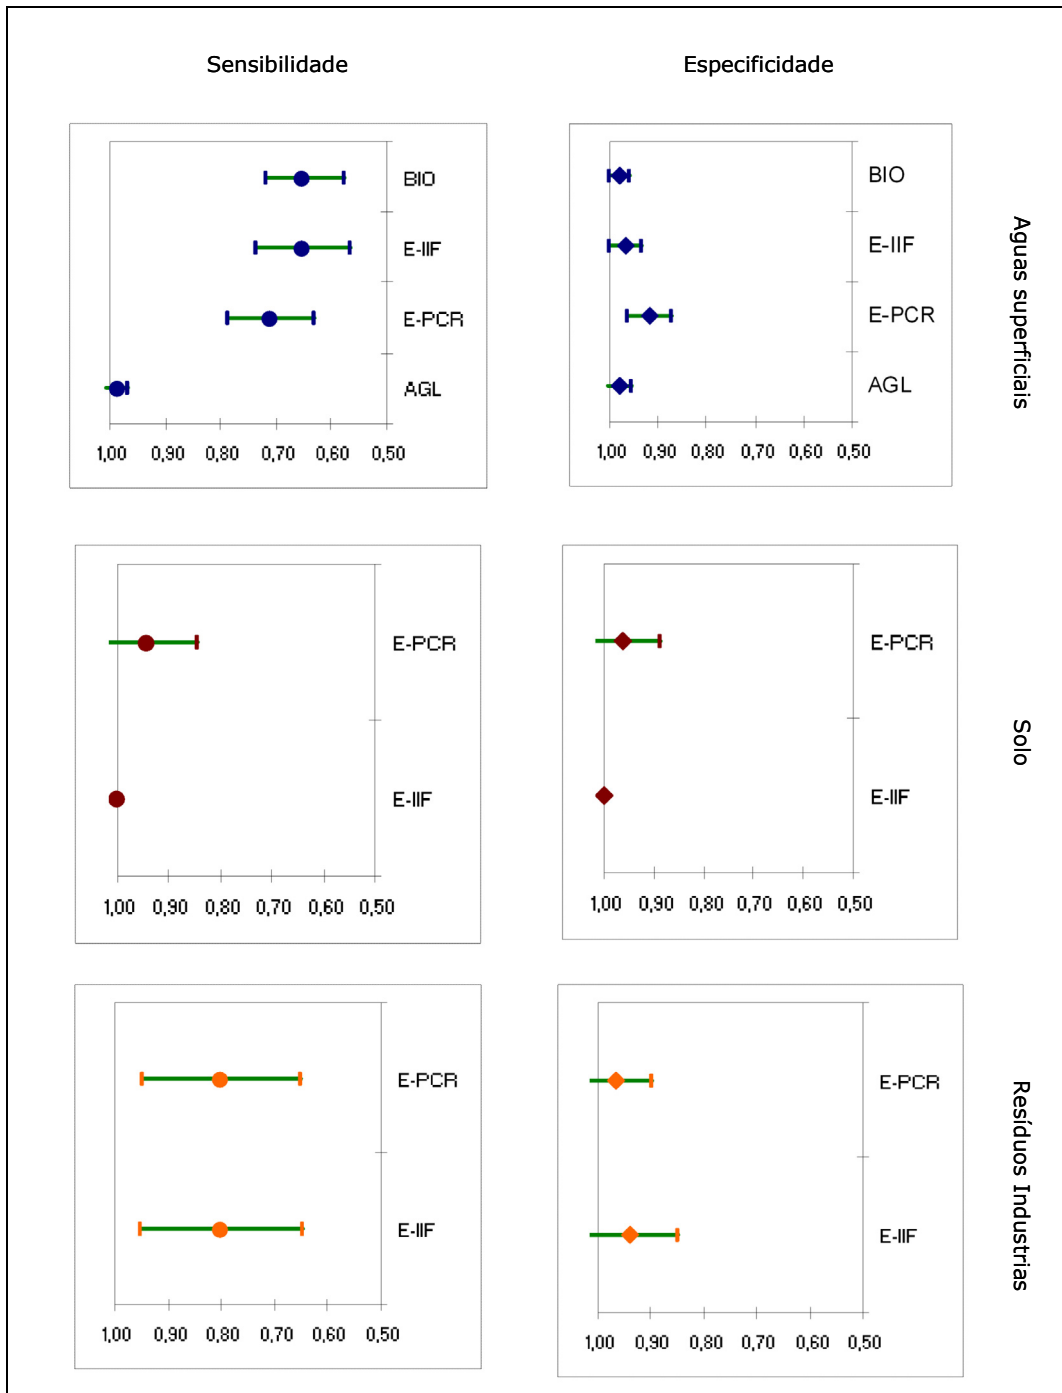 Sensibilidade
Especificidade
BIO
E-IIF
E-PCR
AGL
1,00 0,90 0,80 0,70 0,60 0,50
BIO
E-IIF
E-PCR
AGL
1,00 0,90 0,80 0,70 0,60 0,50
Aguas superficiais
E-PCR
E-IIF
1,00 0,90 0,80 0,70 0,60 0,50
E-PCR
E-IIF
1,00 0,90 0,80 0,70 0,60 0,50
Solo
E-PCR
E-IIF
1,00 0,90 0,80 0,70 0,60 0,50
E-PCR
E-IIF
1,00 0,90 0,80 0,70 0,60 0,50
Resíduos Industrias